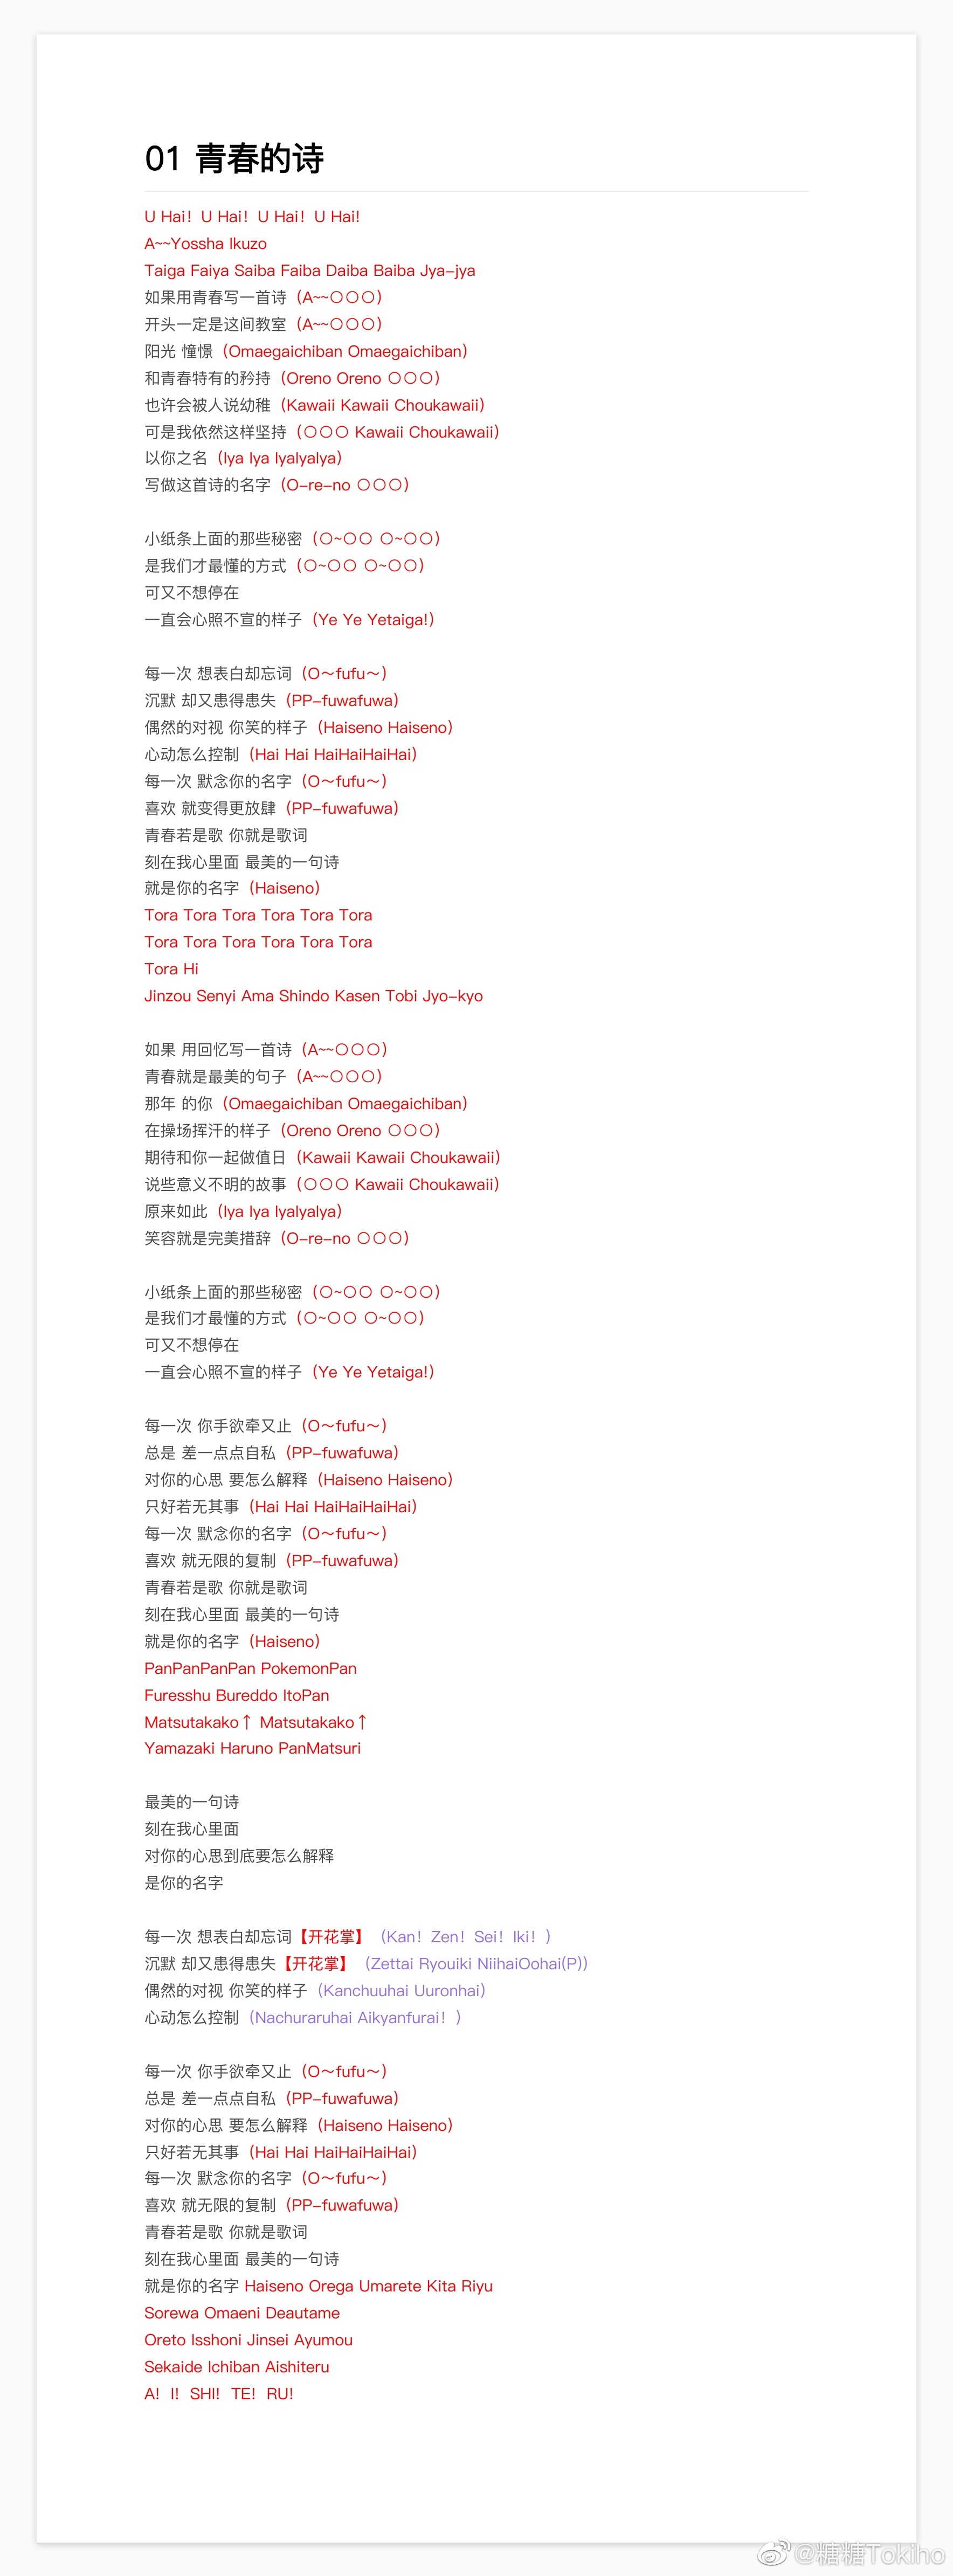 01 青春的诗
U Hai！U Hai！U Hai！U Hai！
A~~Yossha Ikuzo
Taiga Faiya Saiba Faiba Daiba Baiba Jya-jya
如果用青春写一首诗（A~~〇〇〇）
开头一定是这间教室（A~~〇〇〇）
阳光 憧憬（Omaegaichiban Omaegaichiban）
和青春特有的矜持（Oreno Oreno 〇〇〇）
也许会被人说幼稚（Kawaii Kawaii Choukawaii）
可是我依然这样坚持（〇〇〇 Kawaii Choukawaii）
以你之名（Iya Iya IyaIyaIya）
写做这首诗的名字（O-re-no 〇〇〇）
小纸条上面的那些秘密（〇~〇〇 〇~〇〇）
是我们才最懂的方式（〇~〇〇 〇~〇〇）
可又不想停在
一直会心照不宣的样子（Ye Ye Yetaiga!）
每一次 想表白却忘词（O～fufu～）
沉默 却又患得患失（PP-fuwafuwa）
偶然的对视 你笑的样子（Haiseno Haiseno）
心动怎么控制（Hai Hai HaiHaiHaiHai）
每一次 默念你的名字（O～fufu～）
喜欢 就变得更放肆（PP-fuwafuwa）
青春若是歌 你就是歌词
刻在我心里面 最美的一句诗
就是你的名字（Haiseno）
Tora Tora Tora Tora Tora Tora
Tora Tora Tora Tora Tora Tora
Tora Hi
Jinzou Senyi Ama Shindo Kasen Tobi Jyo-kyo
如果 用回忆写一首诗（A~~〇〇〇）
青春就是最美的句子（A~~〇〇〇）
那年 的你（Omaegaichiban Omaegaichiban）
在操场挥汗的样子（Oreno Oreno 〇〇〇）
期待和你一起做值日（Kawaii Kawaii Choukawaii）
说些意义不明的故事（〇〇〇 Kawaii Choukawaii）
原来如此（Iya Iya IyaIyaIya）
笑容就是完美措辞（O-re-no 〇〇〇）
小纸条上面的那些秘密（〇~〇〇 〇~〇〇）
是我们才最懂的方式（〇~〇〇 〇~〇〇）
可又不想停在
一直会心照不宣的样子（Ye Ye Yetaiga!）
每一次 你手欲牵又止（O～fufu～）
总是 差一点点自私（PP-fuwafuwa）
对你的心思 要怎么解释（Haiseno Haiseno）
只好若无其事（Hai Hai HaiHaiHaiHai）
每一次 默念你的名字（O～fufu～）
喜欢 就无限的复制（PP-fuwafuwa）
青春若是歌 你就是歌词
刻在我心里面 最美的一句诗
就是你的名字（Haiseno）
PanPanPanPan PokemonPan
Furesshu Bureddo ItoPan
Matsutakako↑ Matsutakako↑
Yamazaki Haruno PanMatsuri
最美的一句诗
刻在我心里面
对你的心思到底要怎么解释
是你的名字
每一次 想表白却忘词【开花掌】（Kan！Zen！Sei！Iki！）
沉默 却又患得患失【开花掌】（Zettai Ryouiki NiihaiOohai(P)）
偶然的对视 你笑的样子（Kanchuuhai Uuronhai）
心动怎么控制（Nachuraruhai Aikyanfurai！）
每一次 你手欲牵又止（O～fufu～）
总是 差一点点自私（PP-fuwafuwa）
对你的心思 要怎么解释（Haiseno Haiseno）
只好若无其事（Hai Hai HaiHaiHaiHai）
每一次 默念你的名字（O～fufu～）
喜欢 就无限的复制（PP-fuwafuwa）
青春若是歌 你就是歌词
刻在我心里面 最美的一句诗
就是你的名字 Haiseno Orega Umarete Kita Riyu
Sorewa Omaeni Deautame
Oreto Isshoni Jinsei Ayumou
Sekaide Ichiban Aishiteru
A！I！SHI！TE！RU！
@糖糖Tokiho